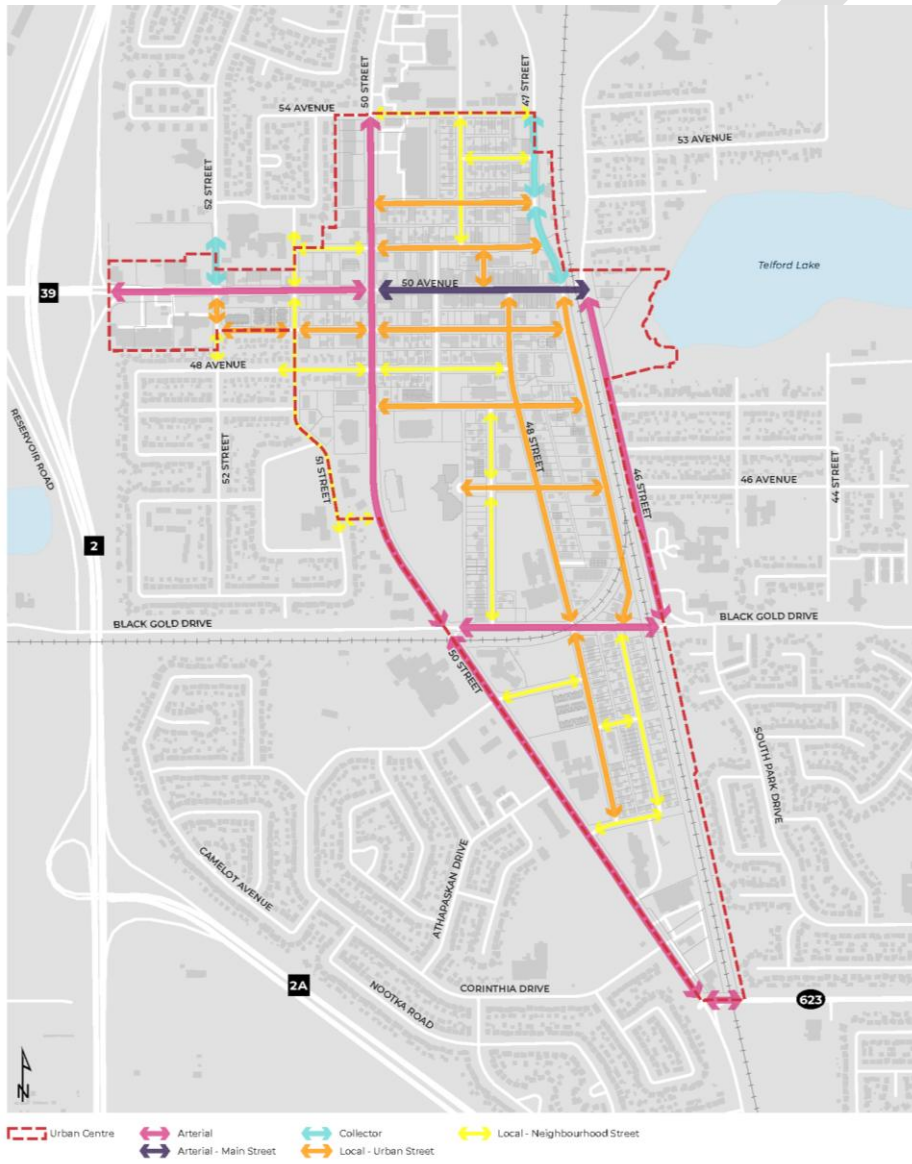 54 AVENUE
50 STREET
47 STREET
53 AVENUE
52 STREET
Telford Lake
39
50 AVENUE
48 AVENUE
RESERVOIR ROAD
52 STREET
51 STREET
48 STREET
46 STREET
46 AVENUE
44 STREET
2
BLACK GOLD DRIVE
BLACK GOLD DRIVE
50 STREET
SOUTH PARK DRIVE
CAMELOT AVENUE
ATHAPASKAN DRIVE
2A
NOOTKA ROAD
CORINTHIA DRIVE
623
N
Urban Centre
Arterial
Collector
Local - Neighbourhood Street
Arterial - Main Street
Local - Urban Street